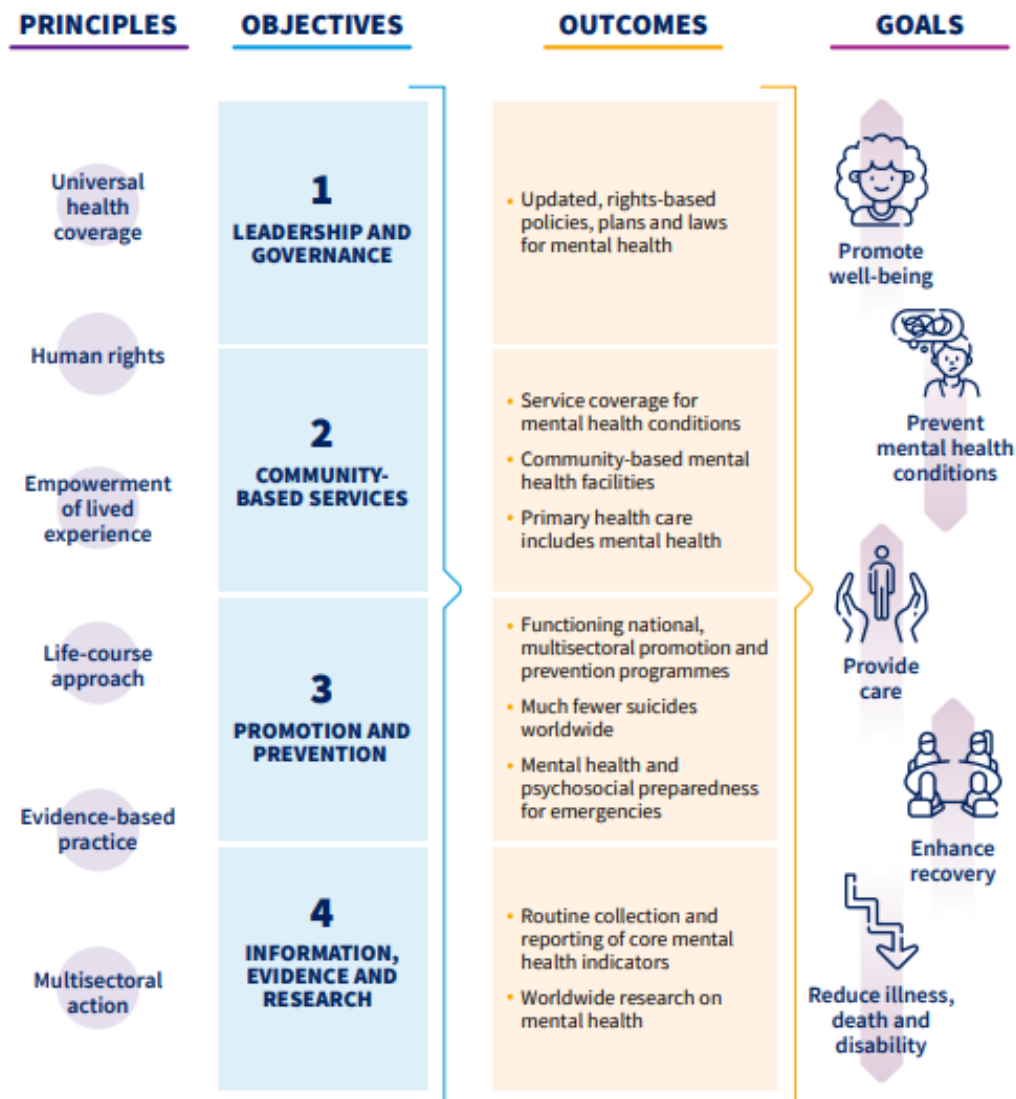 PRINCIPLES
OBJECTIVES
OUTCOMES
GOALS
Universal
health
coverage
Human rights
Empowerment
of lived
experience
Life-course
approach
Evidence-based
practice
Multisectoral
action
1
LEADERSHIP AND
GOVERNANCE
2
COMMUNITY-
BASED SERVICES
3
PROMOTION AND
PREVENTION
4
INFORMATION,
EVIDENCE AND
RESEARCH
• Updated, rights-based
policies, plans and laws
for mental health
• Service coverage for
mental health conditions
• Community-based mental
health facilities
• Primary health care
includes mental health
• Functioning national,
multisectoral promotion and
prevention programmes
• Much fewer suicides
worldwide
• Mental health and
psychosocial preparedness
for emergencies
• Routine collection and
reporting of core mental
health indicators
• Worldwide research on
mental health
Promote
well-being
Prevent
mental health
conditions
Provide
care
Enhance
recovery
Reduce illness,
death and
disability